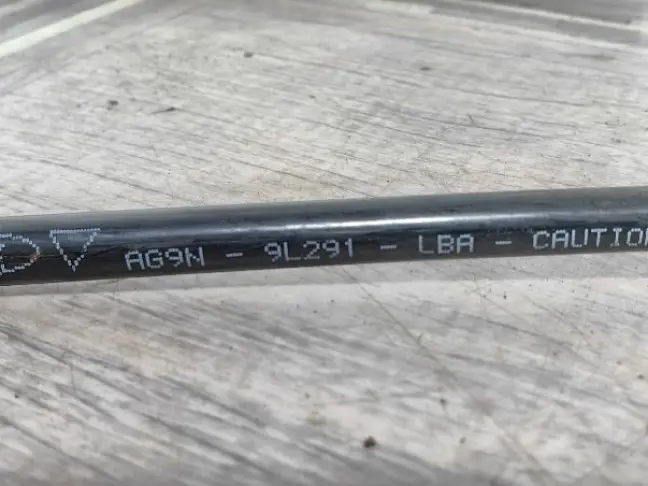 AG9N - 9L291 - LBA - CAUTION